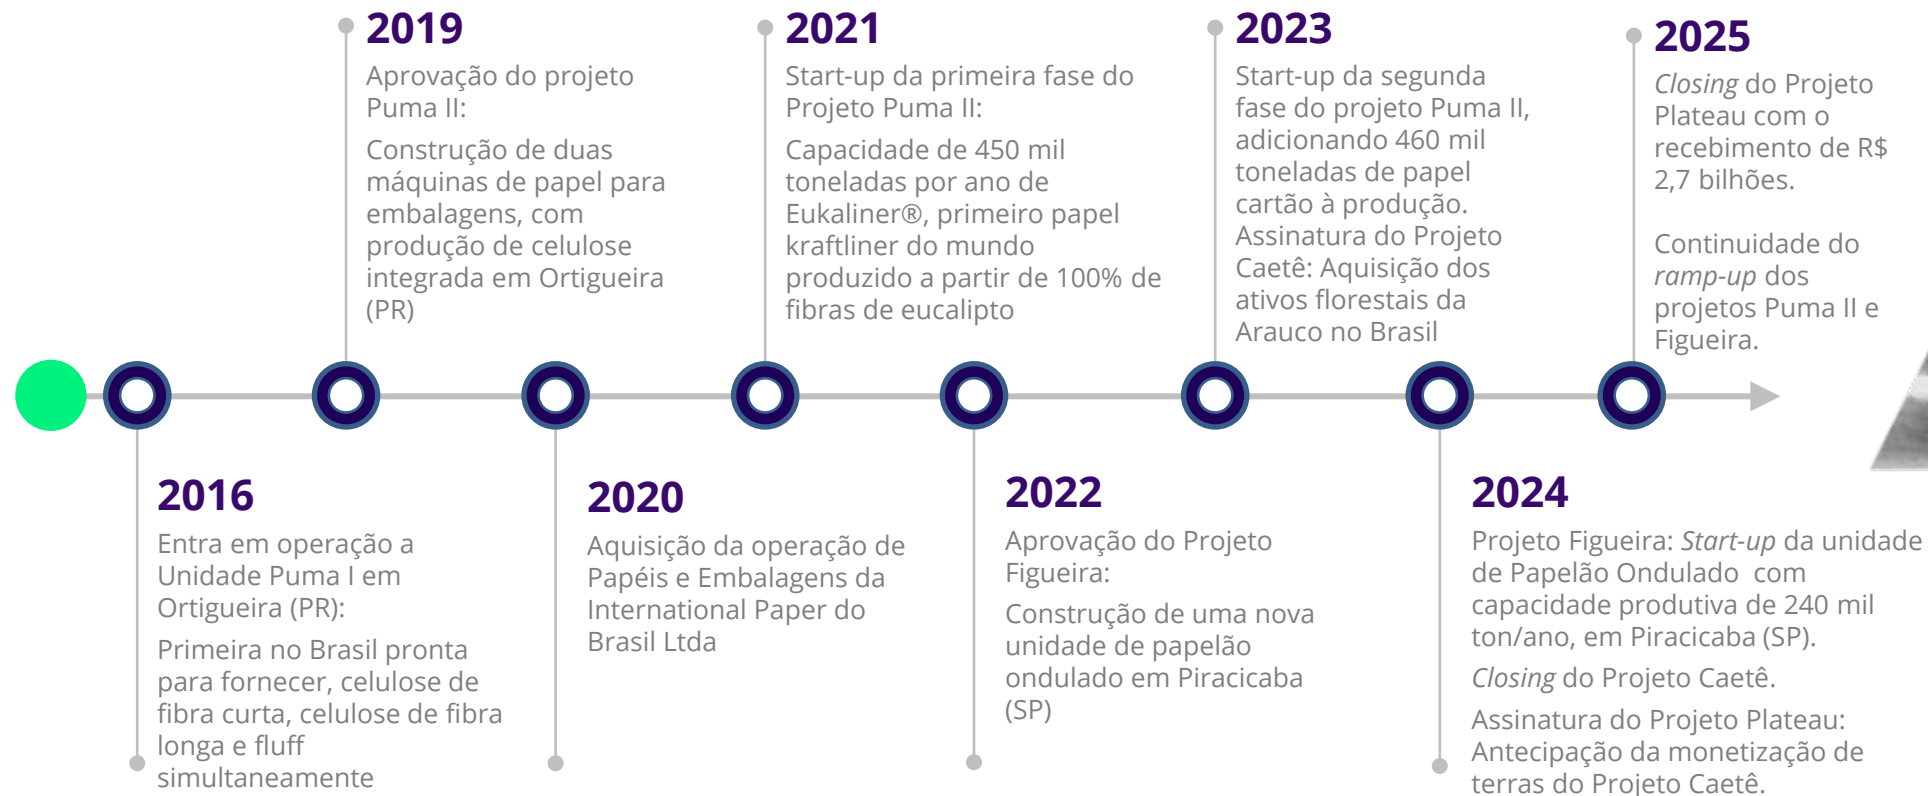 2019
Aprovação do projeto
Puma II:
Construção de duas
máquinas de papel para
embalagens, com
produção de celulose
integrada em Ortigueira
(PR)
2021
Start-up da primeira fase do
Projeto Puma II:
Capacidade de 450 mil
toneladas por ano de
Eukaliner®, primeiro papel
kraftliner do mundo
produzido a partir de 100% de
fibras de eucalipto
2023
Start-up da segunda
fase do projeto Puma II,
adicionando 460 mil
toneladas de papel
cartão à produção.
Assinatura do Projeto
Caetê: Aquisição dos
ativos florestais da
Arauco no Brasil
2025
Closing do Projeto
Plateau com o
recebimento de R$
2,7 bilhões.
Continuidade do
ramp-up dos
projetos Puma II e
Figueira.
2016
Entra em operação a
Unidade Puma I em
Ortigueira (PR):
Primeira no Brasil pronta
para fornecer, celulose de
fibra curta, celulose de fibra
longa e fluff
simultaneamente
2020
Aquisição da operação de
Papéis e Embalagens da
International Paper do
Brasil Ltda
2022
Aprovação do Projeto
Figueira:
Construção de uma nova
unidade de papelão
ondulado em Piracicaba
(SP)
2024
Projeto Figueira: Start-up da unidade
de Papelão Ondulado com
capacidade produtiva de 240 mil
ton/ano, em Piracicaba (SP).
Closing do Projeto Caetê.
Assinatura do Projeto Plateau:
Antecipação da monetização de
terras do Projeto Caetê.